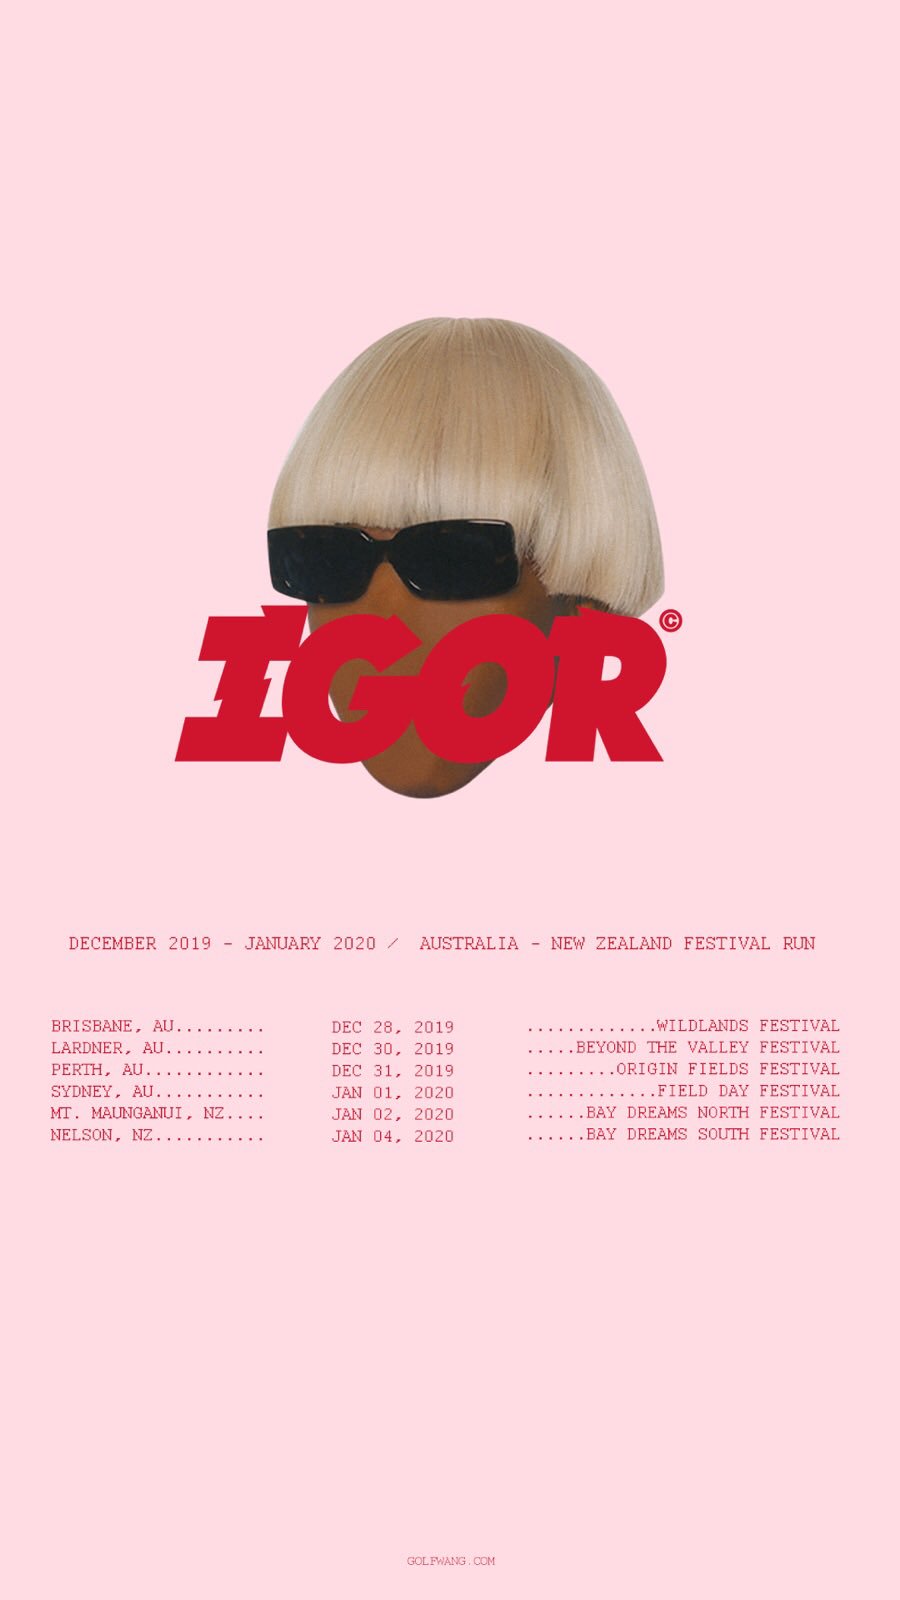 IGOR©
DECEMBER 2019 - JANUARY 2020 / AUSTRALIA - NEW ZEALAND FESTIVAL RUN
BRISBANE, AU......... DEC 28, 2019 .............WILDLANDS FESTIVAL
LARDNER, AU.......... DEC 30, 2019 .....BEYOND THE VALLEY FESTIVAL
PERTH, AU............ DEC 31, 2019 .........ORIGIN FIELDS FESTIVAL
SYDNEY, AU........... JAN 01, 2020 .............FIELD DAY FESTIVAL
MT. MAUNGANUI, NZ.... JAN 02, 2020 ......BAY DREAMS NORTH FESTIVAL
NELSON, NZ........... JAN 04, 2020 ......BAY DREAMS SOUTH FESTIVAL
GOLFWANG.COM